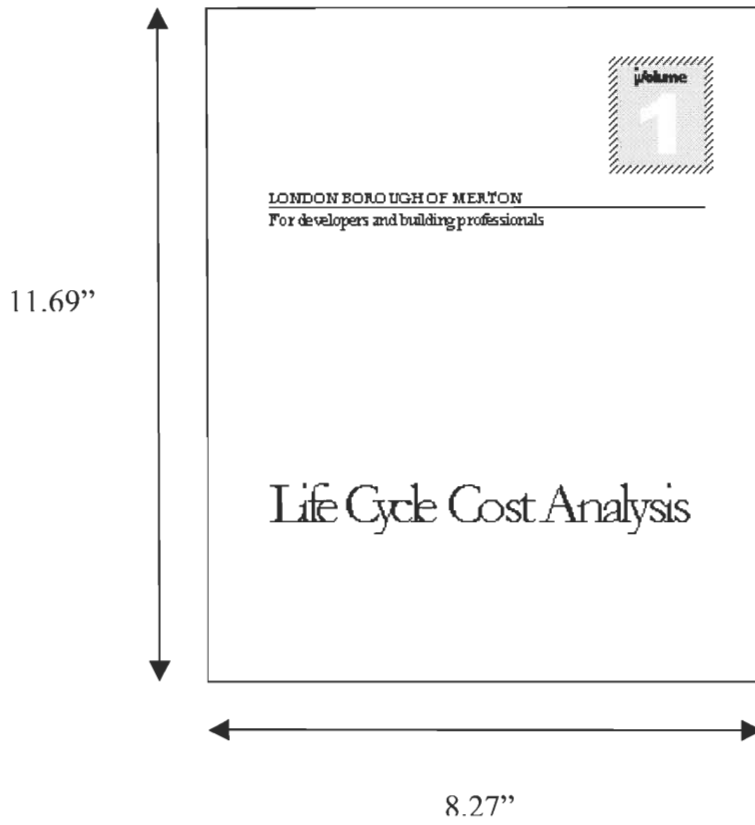 Volume
1
LONDON BOROUGH OF MERTON
For developers and building professionals
11.69”
Life Cycle Cost Analysis
8.27”